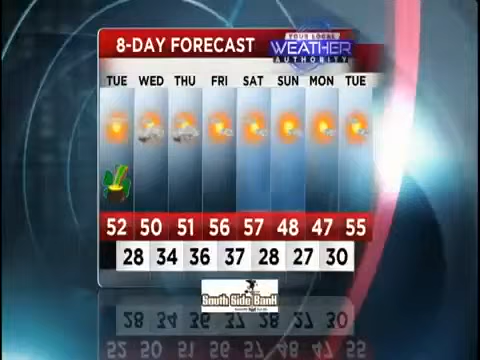 8-DAY FORECAST
YOUR LOCAL
WEATHER
AUTHORITY
TUE WED THU FRI SAT SUN MON TUE
52 50 51 56 57 48 47 55
28 34 36 37 28 27 30
South Side Bank